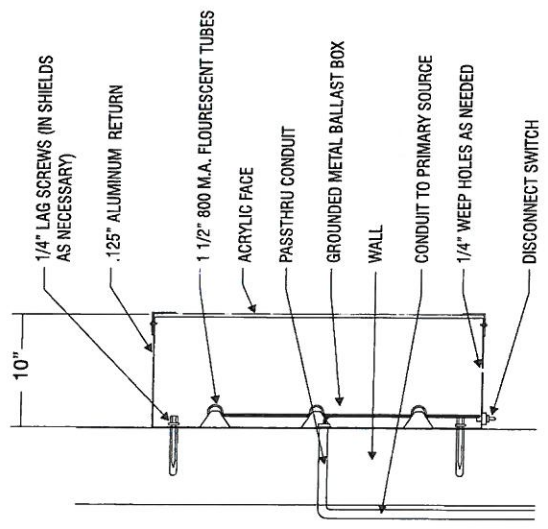 10"
1/4" LAG SCREWS (IN SHIELDS
AS NECESSARY)
.125" ALUMINUM RETURN
1 1/2" 800 M.A. FLOURESCENT TUBES
ACRYLIC FACE
PASSTHRU CONDUIT
GROUNDED METAL BALLAST BOX
WALL
CONDUIT TO PRIMARY SOURCE
1/4" WEEP HOLES AS NEEDED
DISCONNECT SWITCH